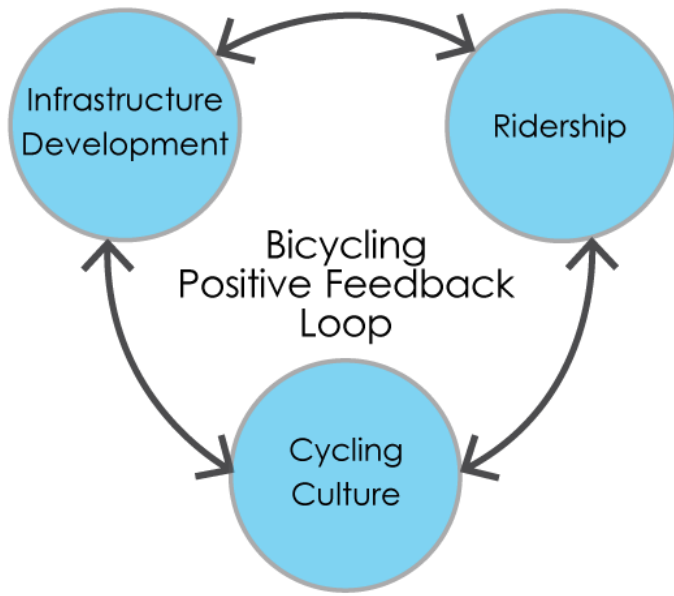 Infrastructure
Development
Ridership
Bicycling
Positive Feedback
Loop
Cycling
Culture